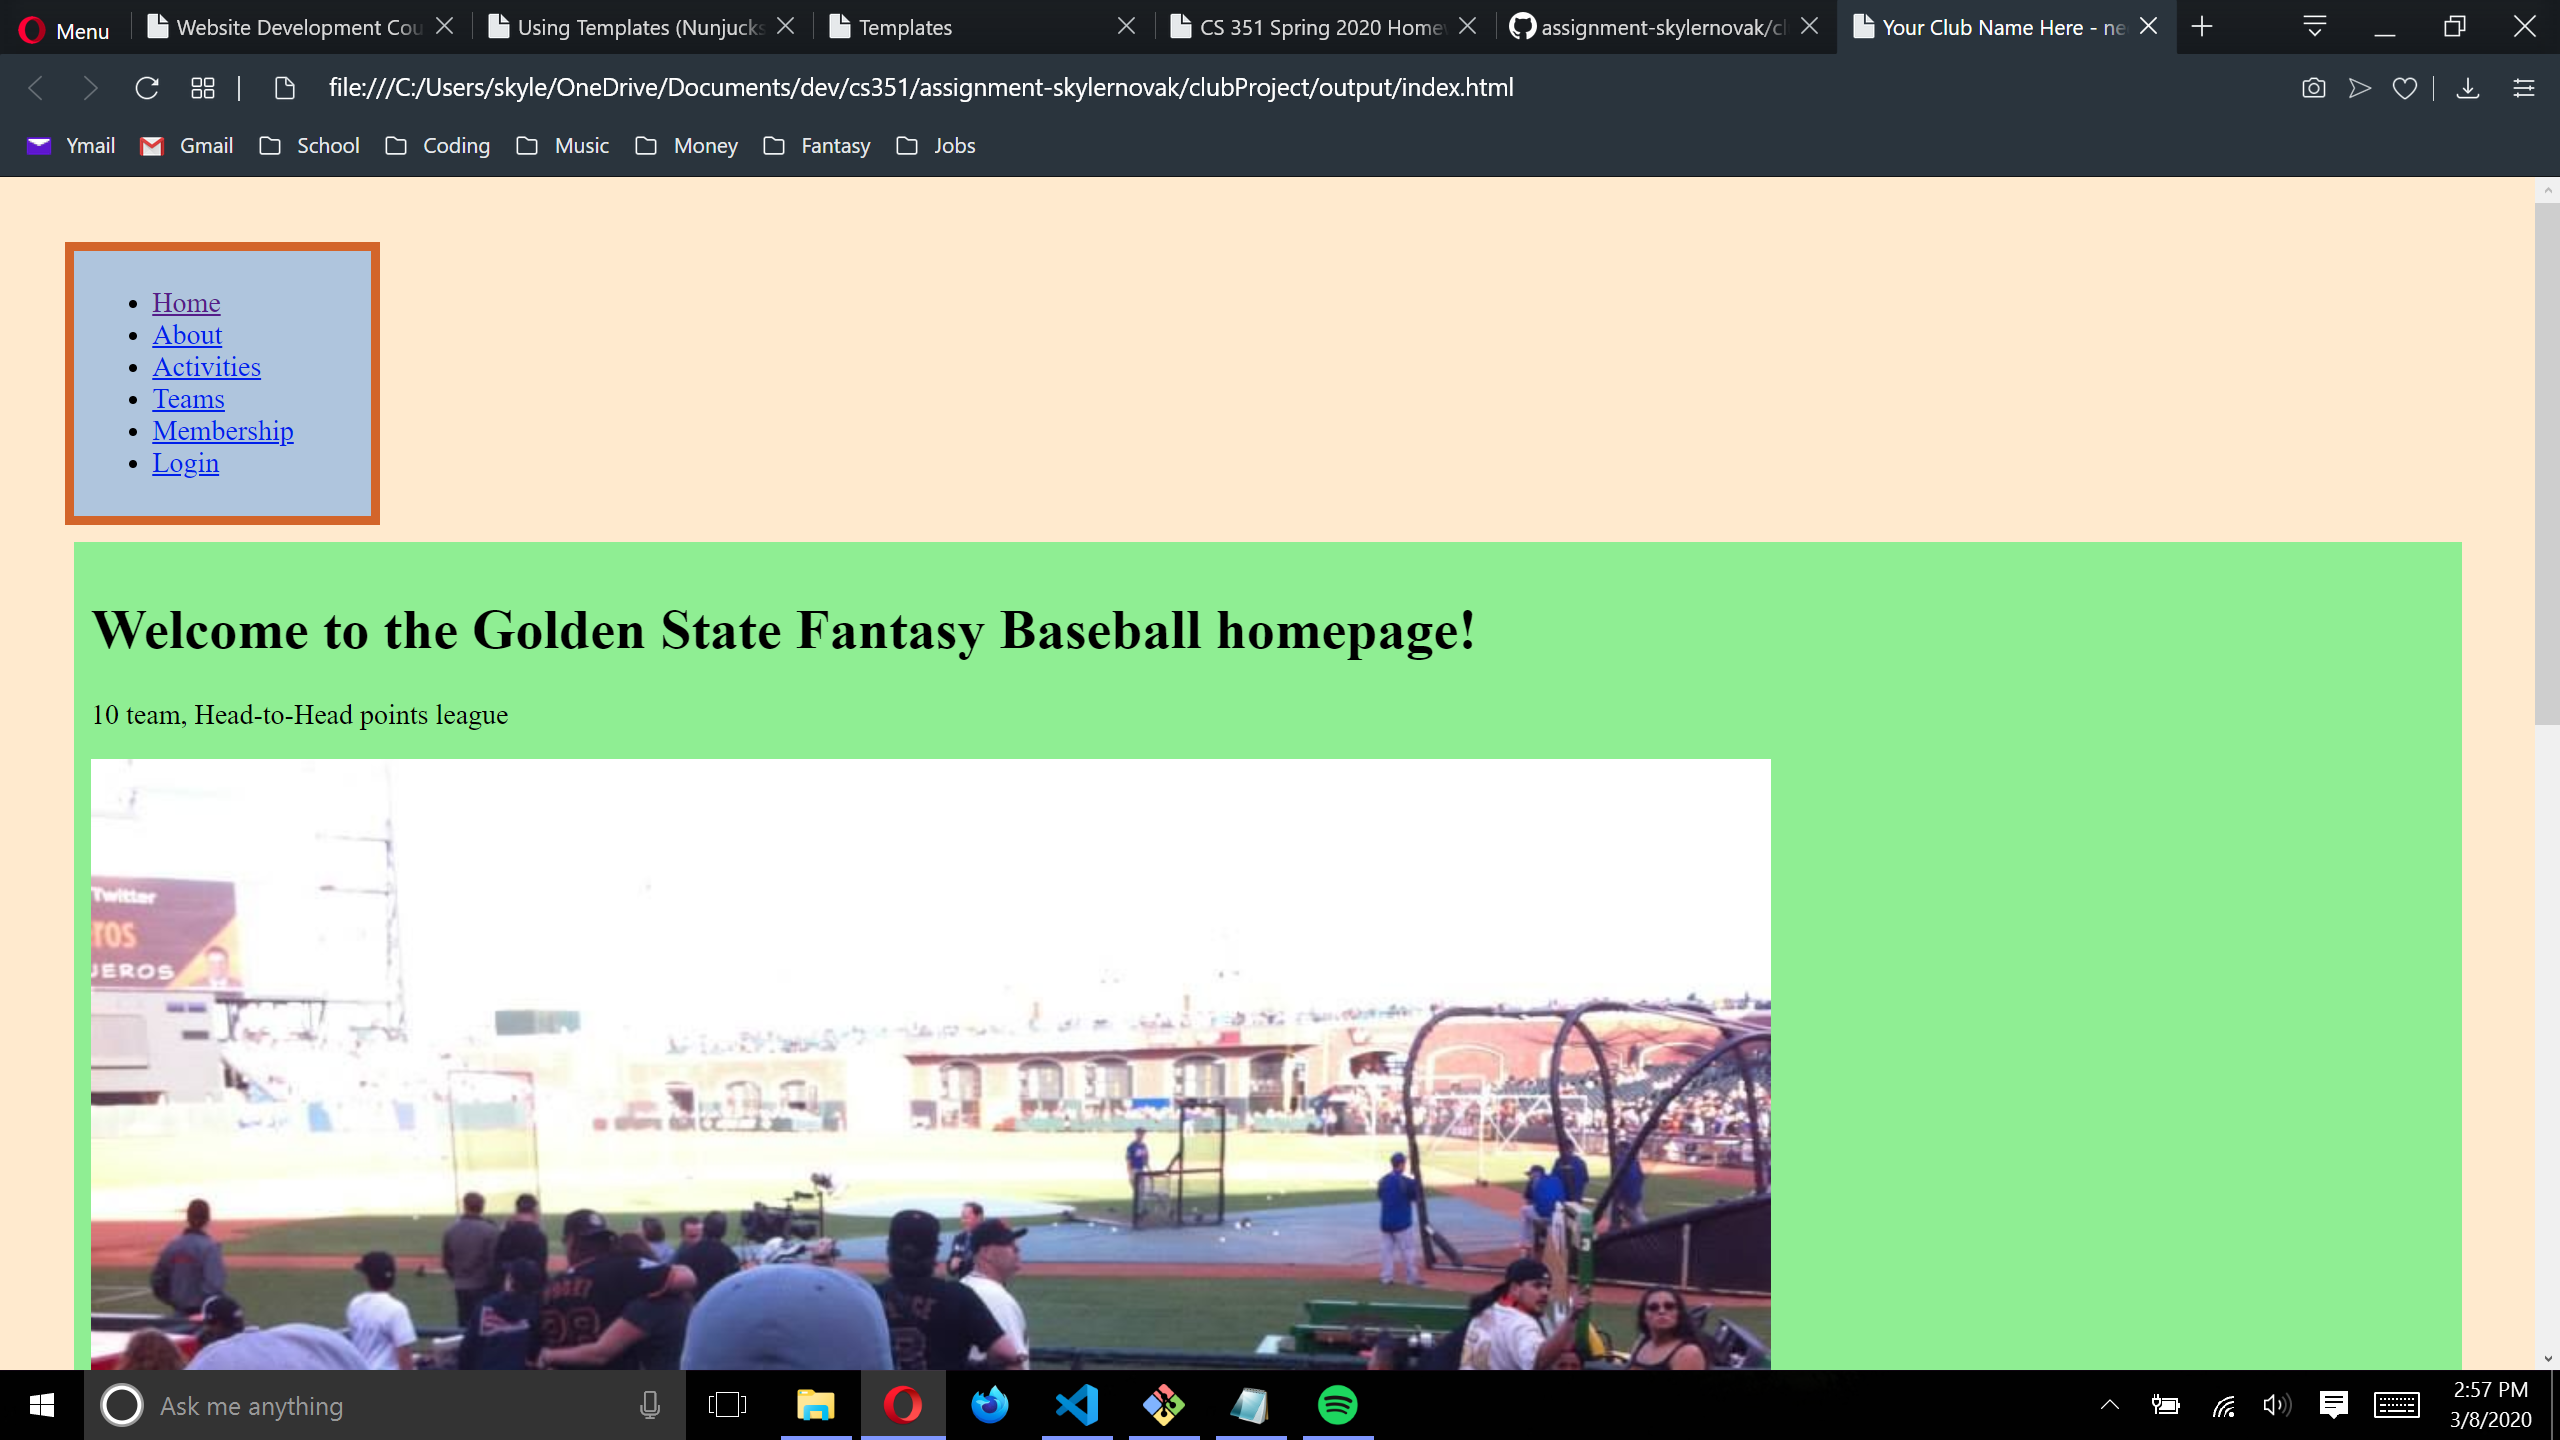 Menu
Website Development Cou
Using Templates (Nunjucks
Templates
CS 351 Spring 2020 Homew
assignment-skylernovak/cl
Your Club Name Here - ne
file:///C:/Users/skyle/OneDrive/Documents/dev/cs351/assignment-skylernovak/clubProject/output/index.html
Ymail
Gmail
School
Coding
Music
Money
Fantasy
Jobs
Home
About
Activities
Teams
Membership
Login
Welcome to the Golden State Fantasy Baseball homepage!
10 team, Head-to-Head points league
Twitter
Ask me anything
2:57 PM
3/8/2020